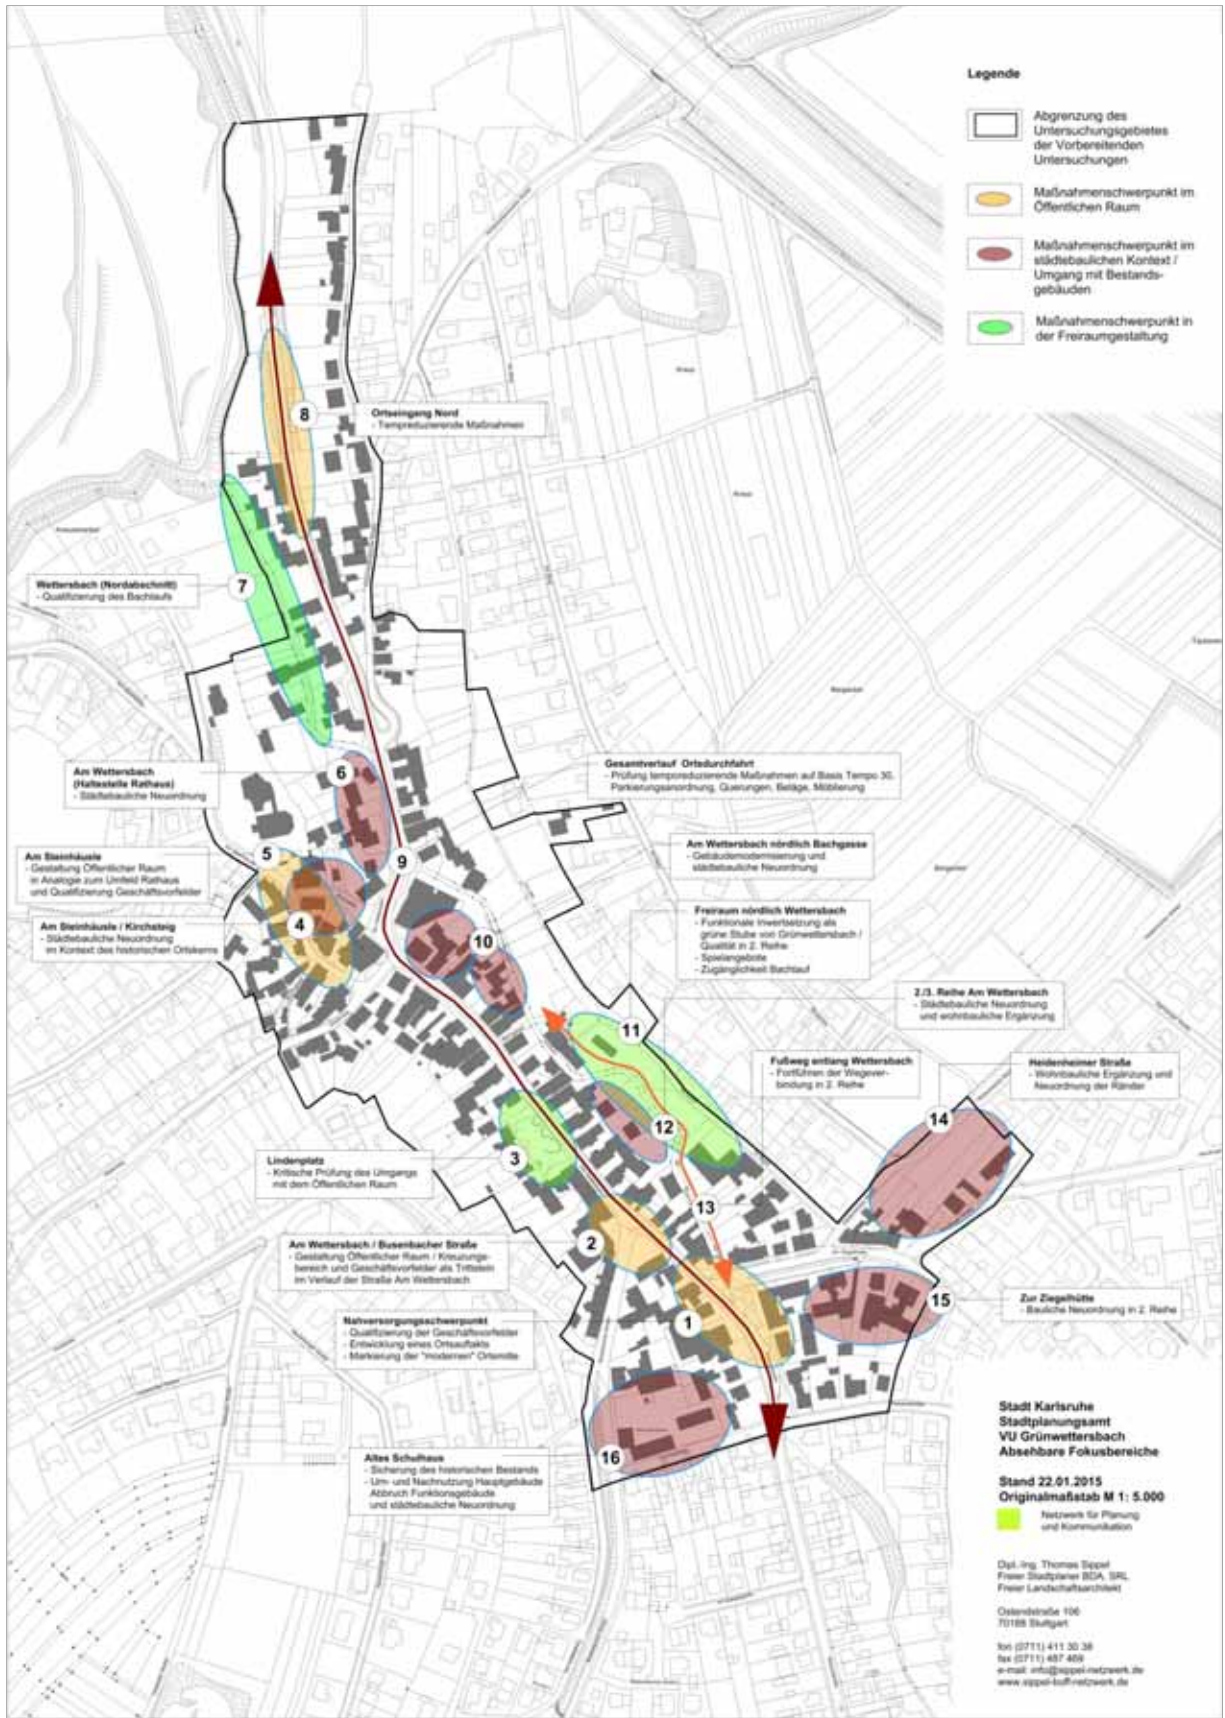 Legende
Abgrenzung des
Untersuchungsgebietes
der Vorbereitenden
Untersuchungen
Maßnahmenschwerpunkt im
Öffentlichen Raum
Maßnahmenschwerpunkt im
städtebaulichen Kontext /
Umgang mit Bestands-
gebäuden
Maßnahmenschwerpunkt in
der Freiraumgestaltung
8
Ortseingang Nord
- Tempreduzierende Maßnahmen
7
Wettersbach (Nordabschnitt)
- Qualifizierung des Bachlaufs
Am Wettersbach
(Haltestelle Rathaus)
- Städtebauliche Neuordnung
6
Gesamtverlauf Ortsdurchfahrt
- Prüfung temporeduzierende Maßnahmen auf Basis Tempo 30,
Parkierungsanordnung, Querungen, Beläge, Möblierung
9
5
Am Steinhäusle
- Gestaltung Öffentlicher Raum
in Analogie zum Umfeld Rathaus
und Qualifizierung Geschäftsvorfelder
Am Wettersbach nördlich Bachgasse
- Gebäudemodernisierung und
städtebauliche Neuordnung
Am Steinhäusle / Kirchsteig
- Städtebauliche Neuordnung
im Kontext des historischen Ortskerns
4
10
Freiraum nördlich Wettersbach
- Funktionale Inwertsetzung als
grüne Stube von Grünwettersbach /
Qualität in 2. Reihe
- Spielangebote
- Zugänglichkeit Bachlauf
2./3. Reihe Am Wettersbach
- Städtebauliche Neuordnung
und wohnbauliche Ergänzung
11
Fußweg entlang Wettersbach
- Fortführen der Wegever-
bindung in 2. Reihe
Heidenheimer Straße
- Wohnbauliche Ergänzung und
Neuordnung der Ränder
12
14
3
Lindenplatz
- Kritische Prüfung des Umgangs
mit dem Öffentlichen Raum
13
2
Am Wettersbach / Busenbacher Straße
- Gestaltung Öffentlicher Raum / Kreuzungs-
bereich und Geschäftsvorfelder als Trittstein
im Verlauf der Straße Am Wettersbach
15
Zur Ziegelhütte
- Bauliche Neuordnung in 2. Reihe
1
Nahversorgungsschwerpunkt
- Qualifizierung der Geschäftsvorfelder
- Entwicklung eines Ortsauftakts
- Markierung der "modernen" Ortsmitte
16
Altes Schulhaus
- Sicherung des historischen Bestands
- Um- und Nachnutzung Hauptgebäude
Abbruch Funktionsgebäude
und städtebauliche Neuordnung
Stadt Karlsruhe
Stadtplanungsamt
VU Grünwettersbach
Absehbare Fokusbereiche
Stand 22.01.2015
Originalmaßstab M 1: 5.000
Netzwerk für Planung
und Kommunikation
Dipl.-Ing. Thomas Sippel
Freier Stadtplaner BDA, SRL
Freier Landschaftsarchitekt
Ostendstraße 106
70188 Stuttgart
fon (0711) 411 30 38
fax (0711) 487 469
e-mail: info@sippel-netzwerk.de
www.sippel-buff-netzwerk.de